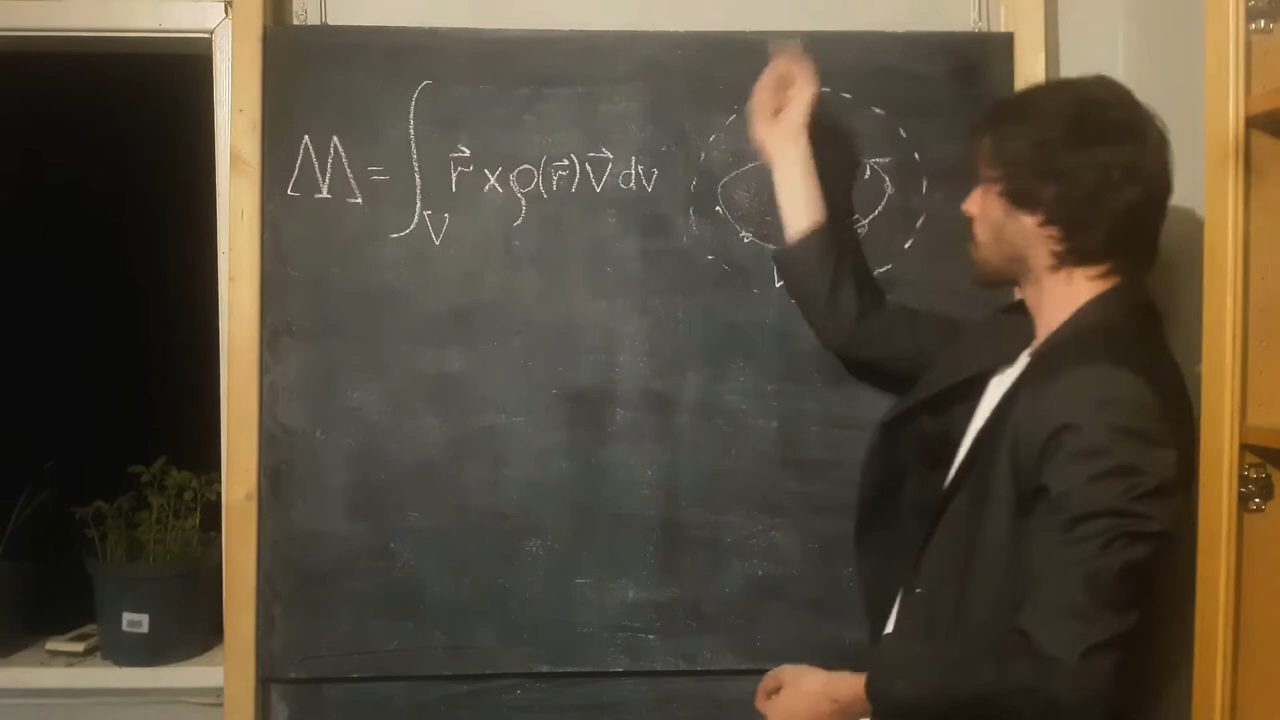 M = ∫_V r⃗ × ρ(r⃗) V⃗ dv